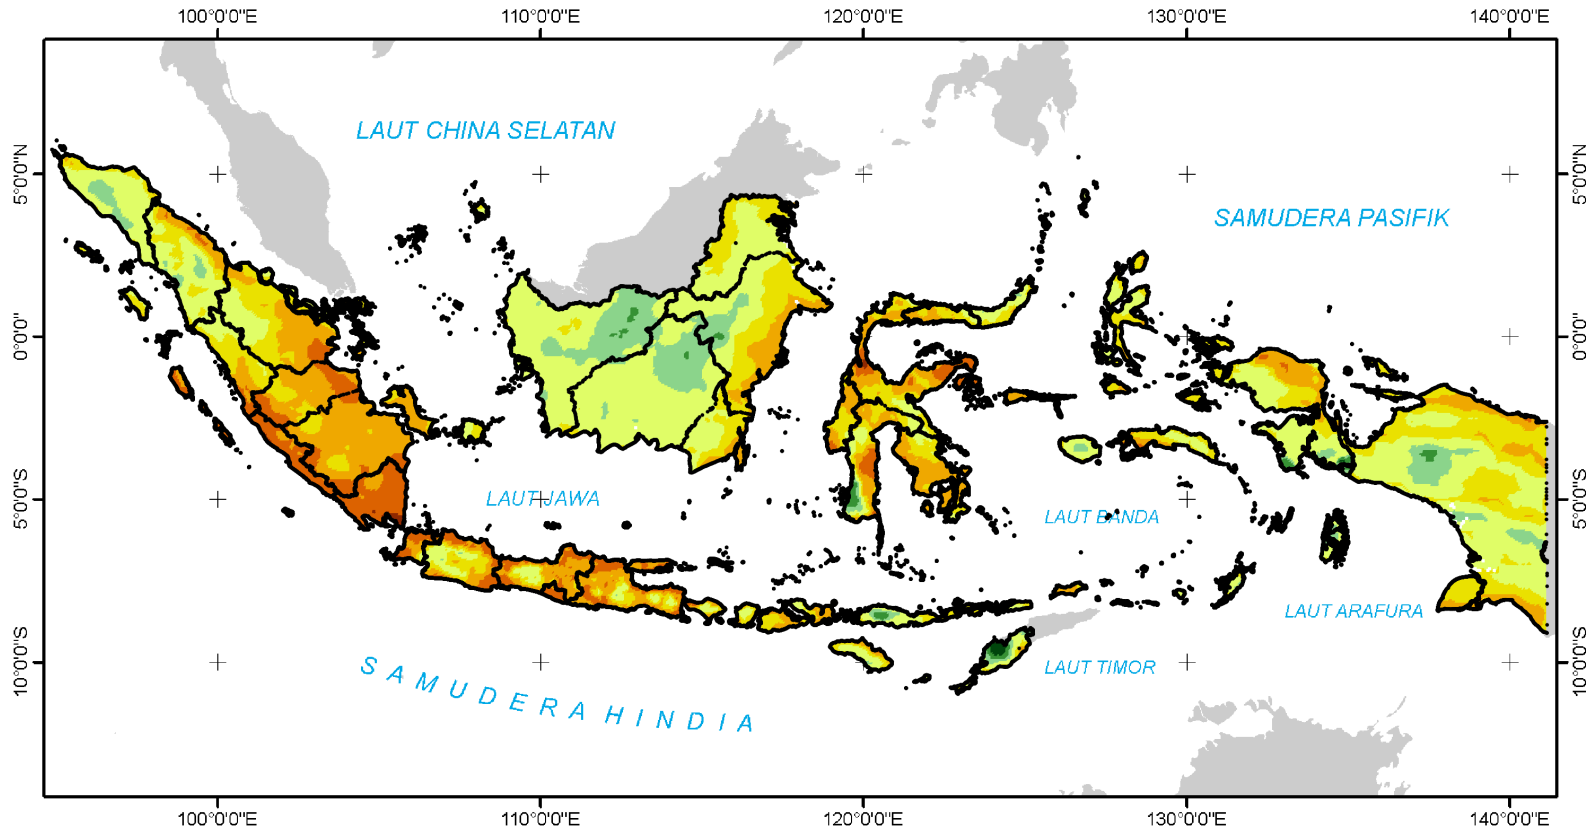 100°0'0"E 110°0'0"E 120°0'0"E 130°0'0"E 140°0'0"E
LAUT CHINA SELATAN
5°0'0"N 5°0'0"N
SAMUDERA PASIFIK
0°0'0" 0°0'0"
LAUT JAWA
5°0'0"S 5°0'0"S
LAUT BANDA
LAUT ARAFURA
10°0'0"S 10°0'0"S
LAUT TIMOR
SAMUDERA HINDIA
100°0'0"E 110°0'0"E 120°0'0"E 130°0'0"E 140°0'0"E